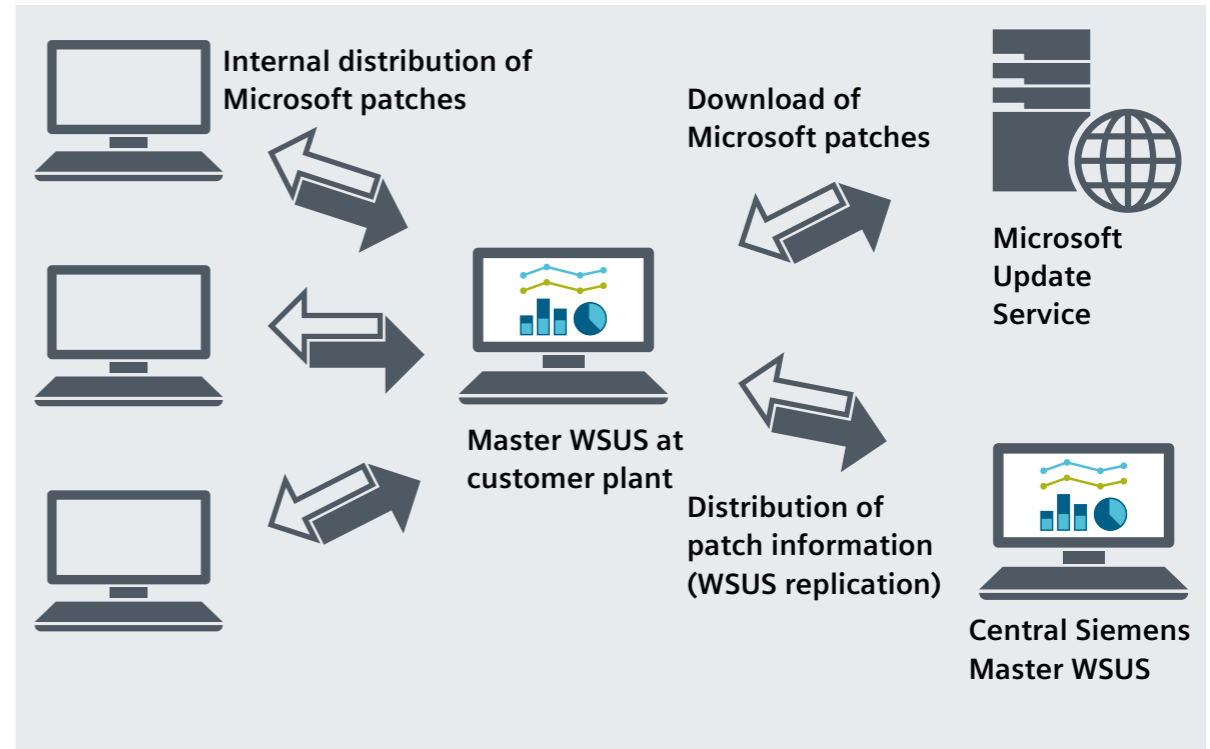 Internal distribution of
Microsoft patches
Download of
Microsoft patches
Microsoft
Update
Service
Master WSUS at
customer plant
Distribution of
patch information
(WSUS replication)
Central Siemens
Master WSUS